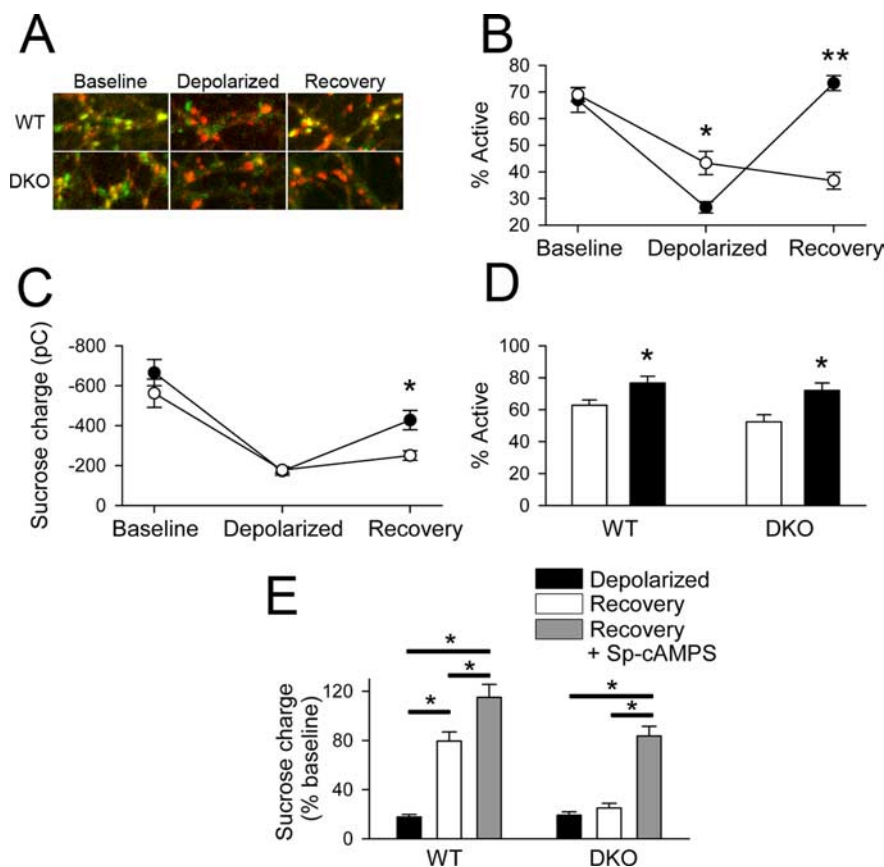 A
Baseline Depolarized Recovery
WT
DKO
B
**
*
% Active
80
70
60
50
40
30
20
Baseline Depolarized Recovery
C
Sucrose charge (pC)
-800
-600
-400
-200
0
*
Baseline Depolarized Recovery
D
% Active
100
80
60
40
20
0
* *
WT DKO
E
Depolarized
Recovery
Recovery
+ Sp-cAMPS
Sucrose charge
(% baseline)
120
80
40
0
* * *
* *
WT DKO